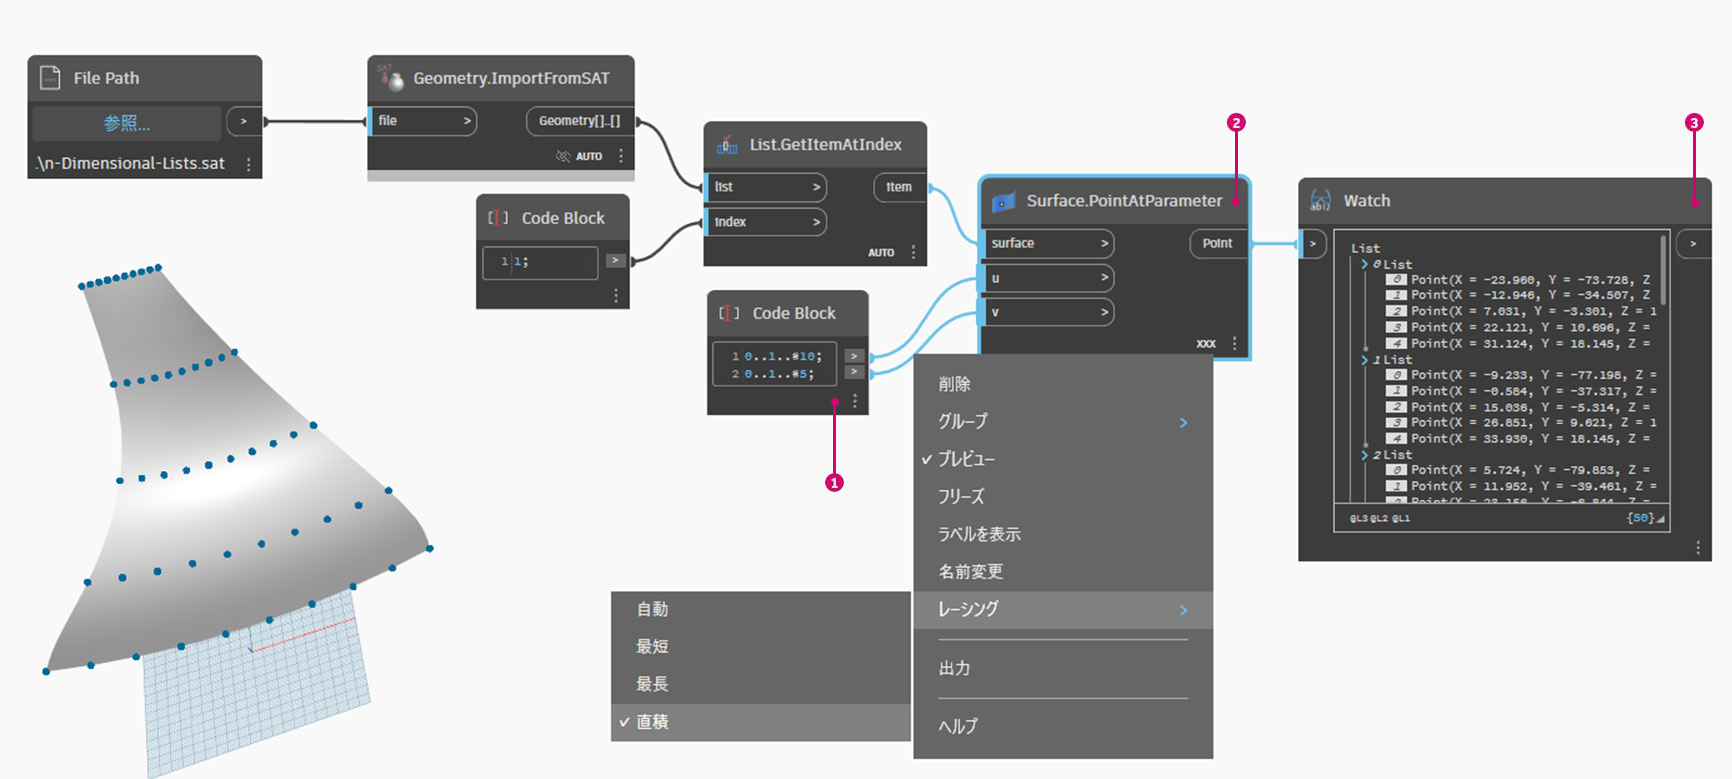 File Path
参照...
>
.\n-Dimensional-Lists.sat
SAT
Geometry.ImportFromSAT
file >
Geometry[]..[]
AUTO
Code Block
1 1;
>
List.GetItemAtIndex
list >
item
index >
AUTO
Code Block
1 0..1..#10;
2 0..1..#5;
>
>
1
2
Surface.PointAtParameter
surface >
Point
u >
v >
XXX
3
Watch
>
>
List
0 List
0 Point(X = -23.960, Y = -73.728, Z
1 Point(X = -12.946, Y = -34.507, Z
2 Point(X = 7.031, Y = -3.301, Z = 1
3 Point(X = 22.121, Y = 10.696, Z =
4 Point(X = 31.124, Y = 18.145, Z =
1 List
0 Point(X = -9.233, Y = -77.198, Z =
1 Point(X = -0.584, Y = -37.317, Z =
2 Point(X = 15.036, Y = -5.314, Z =
3 Point(X = 26.851, Y = 9.621, Z = 1
4 Point(X = 33.930, Y = 18.145, Z =
2 List
0 Point(X = 5.724, Y = -79.853, Z =
1 Point(X = 11.952, Y = -39.461, Z =
@L3 @L2 @L1
{50}
削除
グループ
✓ プレビュー
フリーズ
ラベルを表示
名前変更
レーシング
出力
ヘルプ
自動
最短
最長
✓ 直積